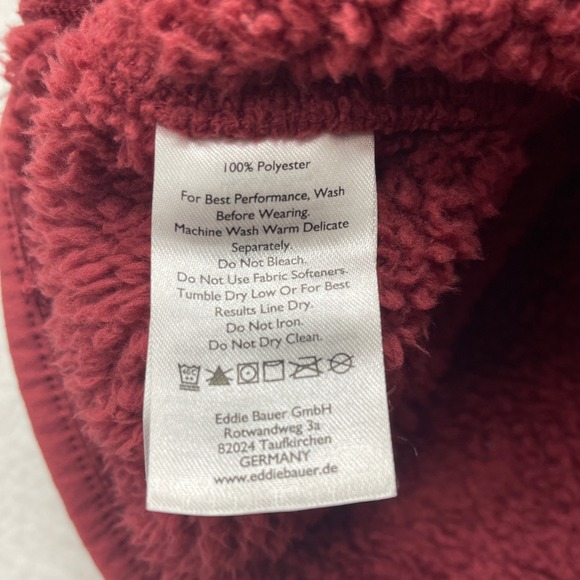 100% Polyester
For Best Performance, Wash
Before Wearing.
Machine Wash Warm Delicate
Separately.
Do Not Bleach.
Do Not Use Fabric Softeners.
Tumble Dry Low Or For Best
Results Line Dry.
Do Not Iron.
Do Not Dry Clean.
Eddie Bauer GmbH
Rotwandweg 3a
82024 Taufkirchen
GERMANY
www.eddiebauer.de